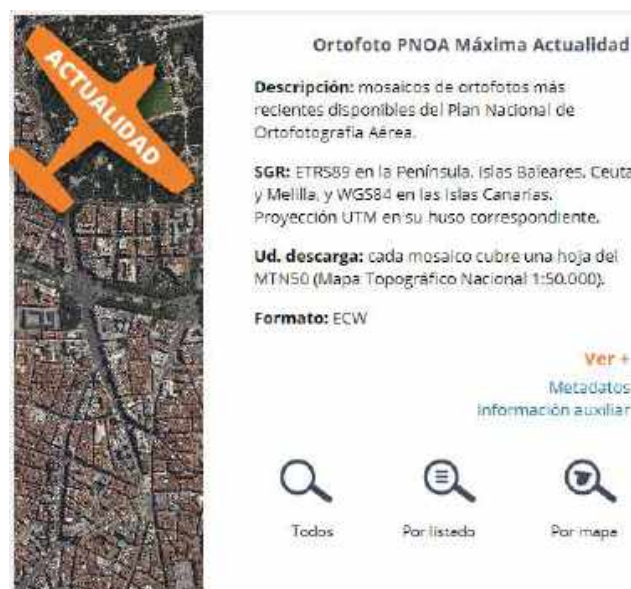 ACTUALIDAD
Ortofoto PNOA Máxima Actualidad
Descripción: mosaicos de ortofotos más
recientes disponibles del Plan Nacional de
Ortofotografía Aérea.
SGR: ETRS89 en la Península, Islas Baleares, Ceuta
y Melilla, y WGS84 en las Islas Canarias.
Proyección UTM en su huso correspondiente.
Ud. descarga: cada mosaico cubre una hoja del
MTN50 (Mapa Topográfico Nacional 1:50.000).
Formato: ECW
Ver +
Metadatos
Información auxiliar
Todos Por listado Por mapa